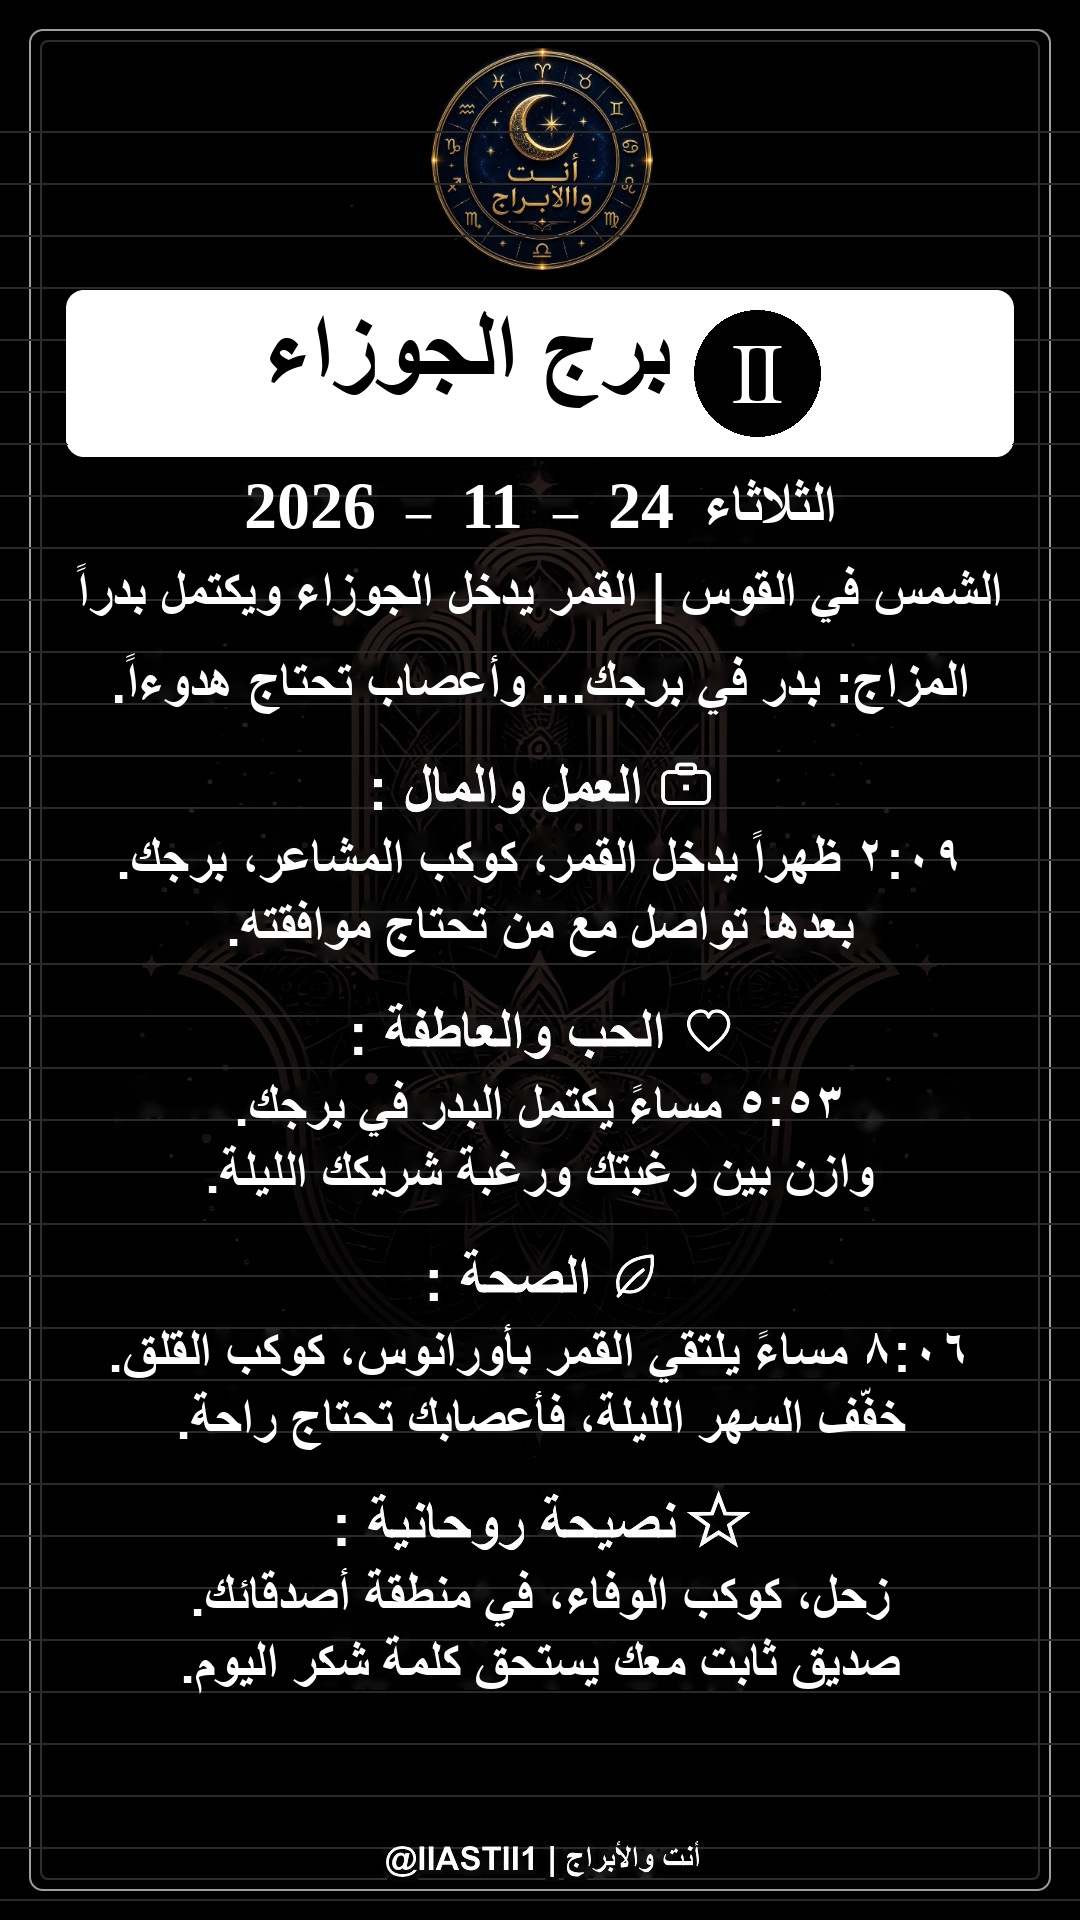 أنت
واالأبراج
برج الجوزاء
الثلاثاء 24 – 11 – 2026
الشمس في القوس | القمر يدخل الجوزاء ويكتمل بدراً
المزاج: بدر في برجك... وأعصاب تحتاج هدوءاً.
العمل والمال :
٢:٠٩ ظهراً يدخل القمر، كوكب المشاعر، برجك.
بعدها تواصل مع من تحتاج موافقته.
الحب والعاطفة :
٥:٥٣ مساءً يكتمل البدر في برجك.
وازن بين رغبتك ورغبة شريكك الليلة.
الصحة :
٨:٠٦ مساءً يلتقي القمر بأورانوس، كوكب القلق.
خفّف السهر الليلة، فأعصابك تحتاج راحة.
نصيحة روحانية :
زحل، كوكب الوفاء، في منطقة أصدقائك.
صديق ثابت معك يستحق كلمة شكر اليوم.
أنت والأبراج | @IIASTII1